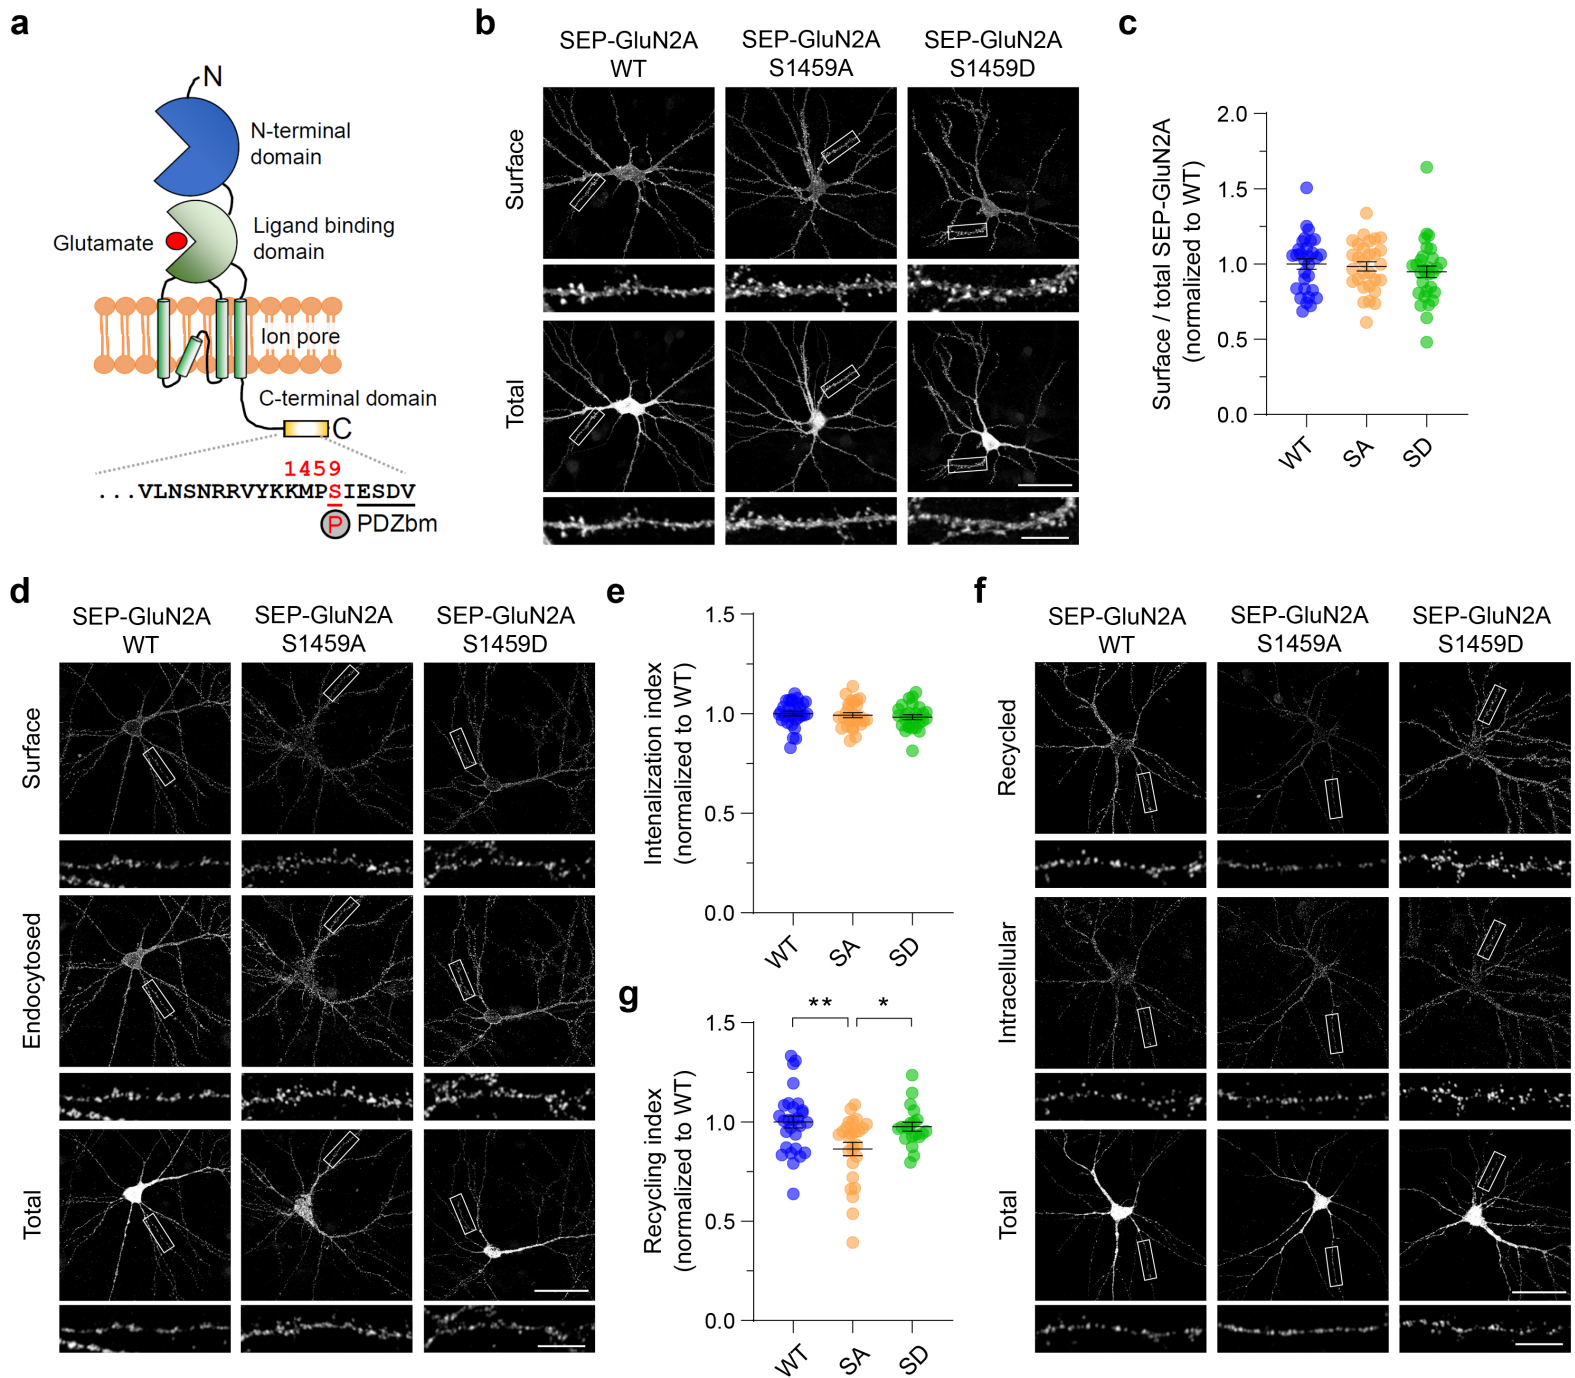 a
N
N-terminal
domain
Ligand binding
domain
Glutamate
Ion pore
C-terminal domain
C
1459
...VLNSNRRVYKKMPSIESDV
P PDZbm
b
SEP-GluN2A
WT
SEP-GluN2A
S1459A
SEP-GluN2A
S1459D
Surface
Total
c
Surface / total SEP-GluN2A
(normalized to WT)
2.0
1.5
1.0
0.5
0.0
WT
SA
SD
d
SEP-GluN2A
WT
SEP-GluN2A
S1459A
SEP-GluN2A
S1459D
Surface
Endocytosed
Total
e
Intenalization index
(normalized to WT)
1.5
1.0
0.5
0.0
WT
SA
SD
g
** *
Recycling index
(normalized to WT)
1.5
1.0
0.5
0.0
WT
SA
SD
f
SEP-GluN2A
WT
SEP-GluN2A
S1459A
SEP-GluN2A
S1459D
Recycled
Intracellular
Total